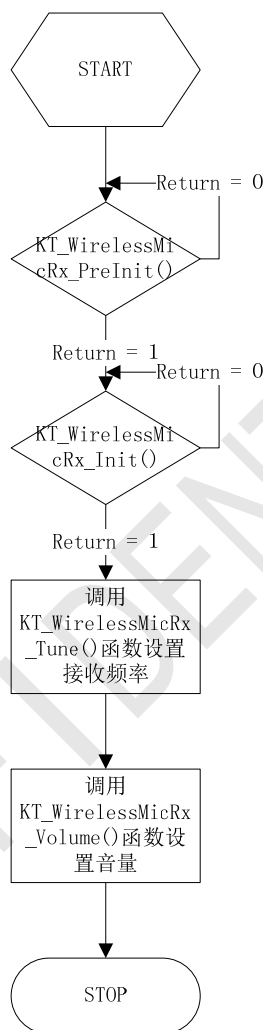 START
Return = 0
KT_WirelessMi
cRx_PreInit()
Return = 1
Return = 0
KT_WirelessMi
cRx_Init()
Return = 1
调用
KT_WirelessMicRx
_Tune()函数设置
接收频率
调用
KT_WirelessMicRx
_Volume()函数设
置音量
STOP